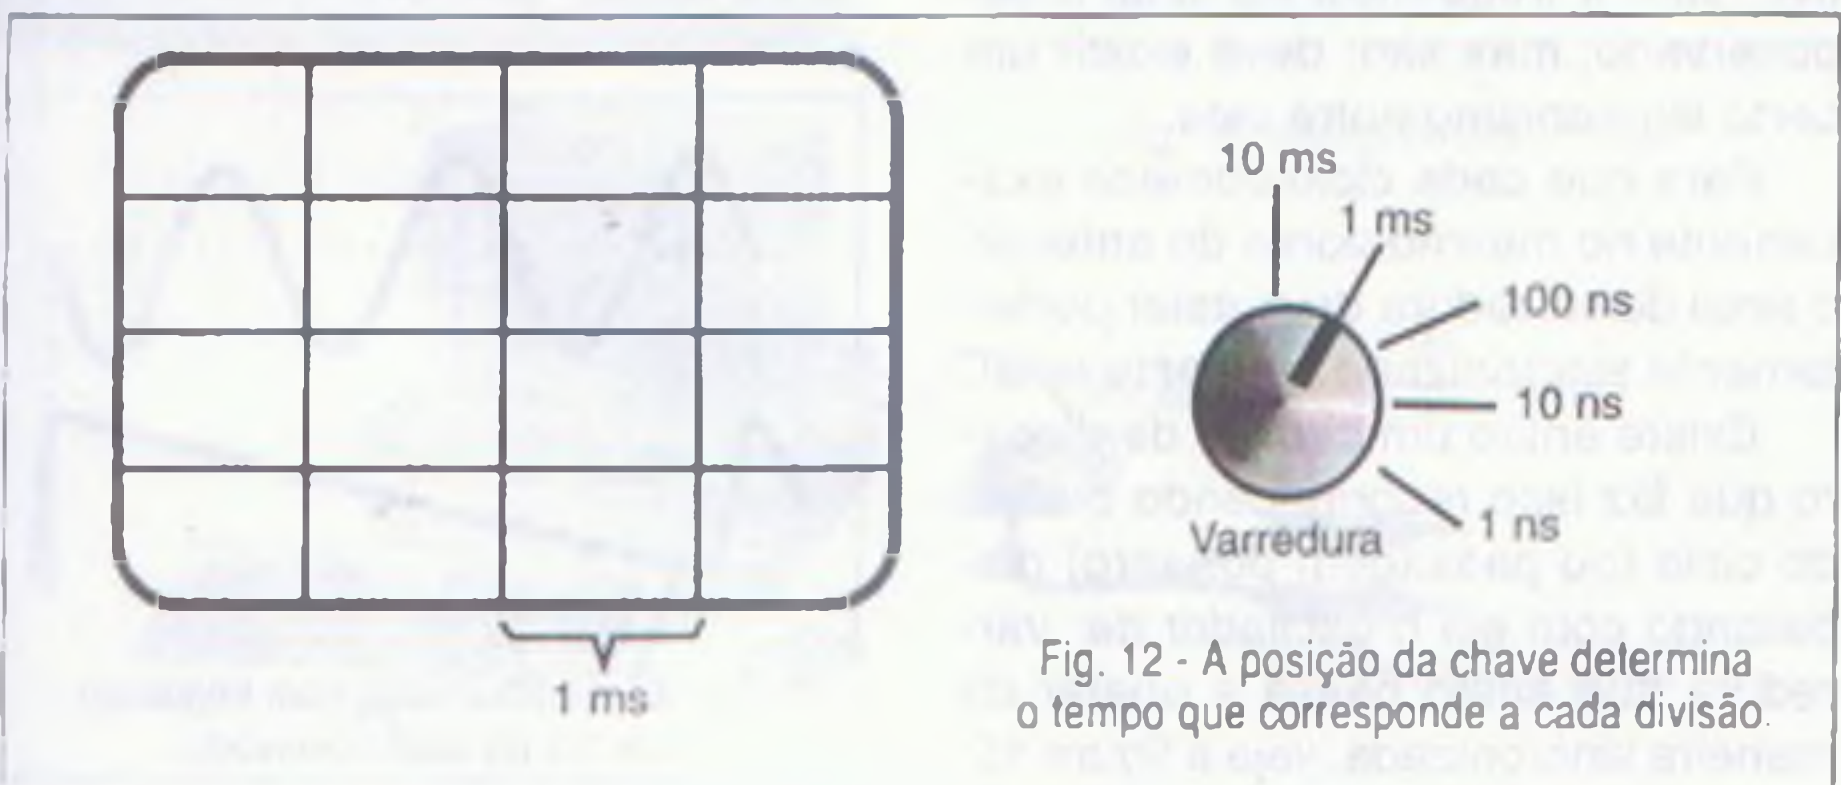 10 ms
1 ms
100 ns
10 ns
1 ns
Varredura
1 ms
Fig. 12 - A posição da chave determina
o tempo que corresponde a cada divisão.